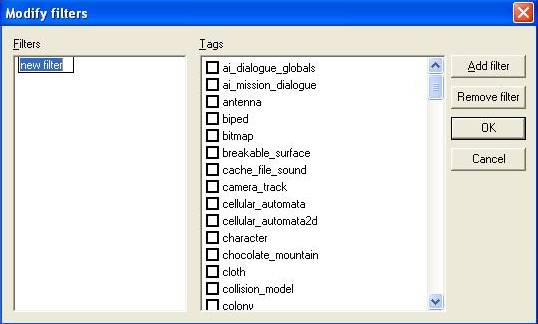 Modify filters
Filters
new filter
Tags
ai_dialogue_globals
ai_mission_dialogue
antenna
biped
bitmap
breakable_surface
cache_file_sound
camera_track
cellular_automata
cellular_automata2d
character
chocolate_mountain
cloth
collision_model
colony
Add filter
Remove filter
OK
Cancel